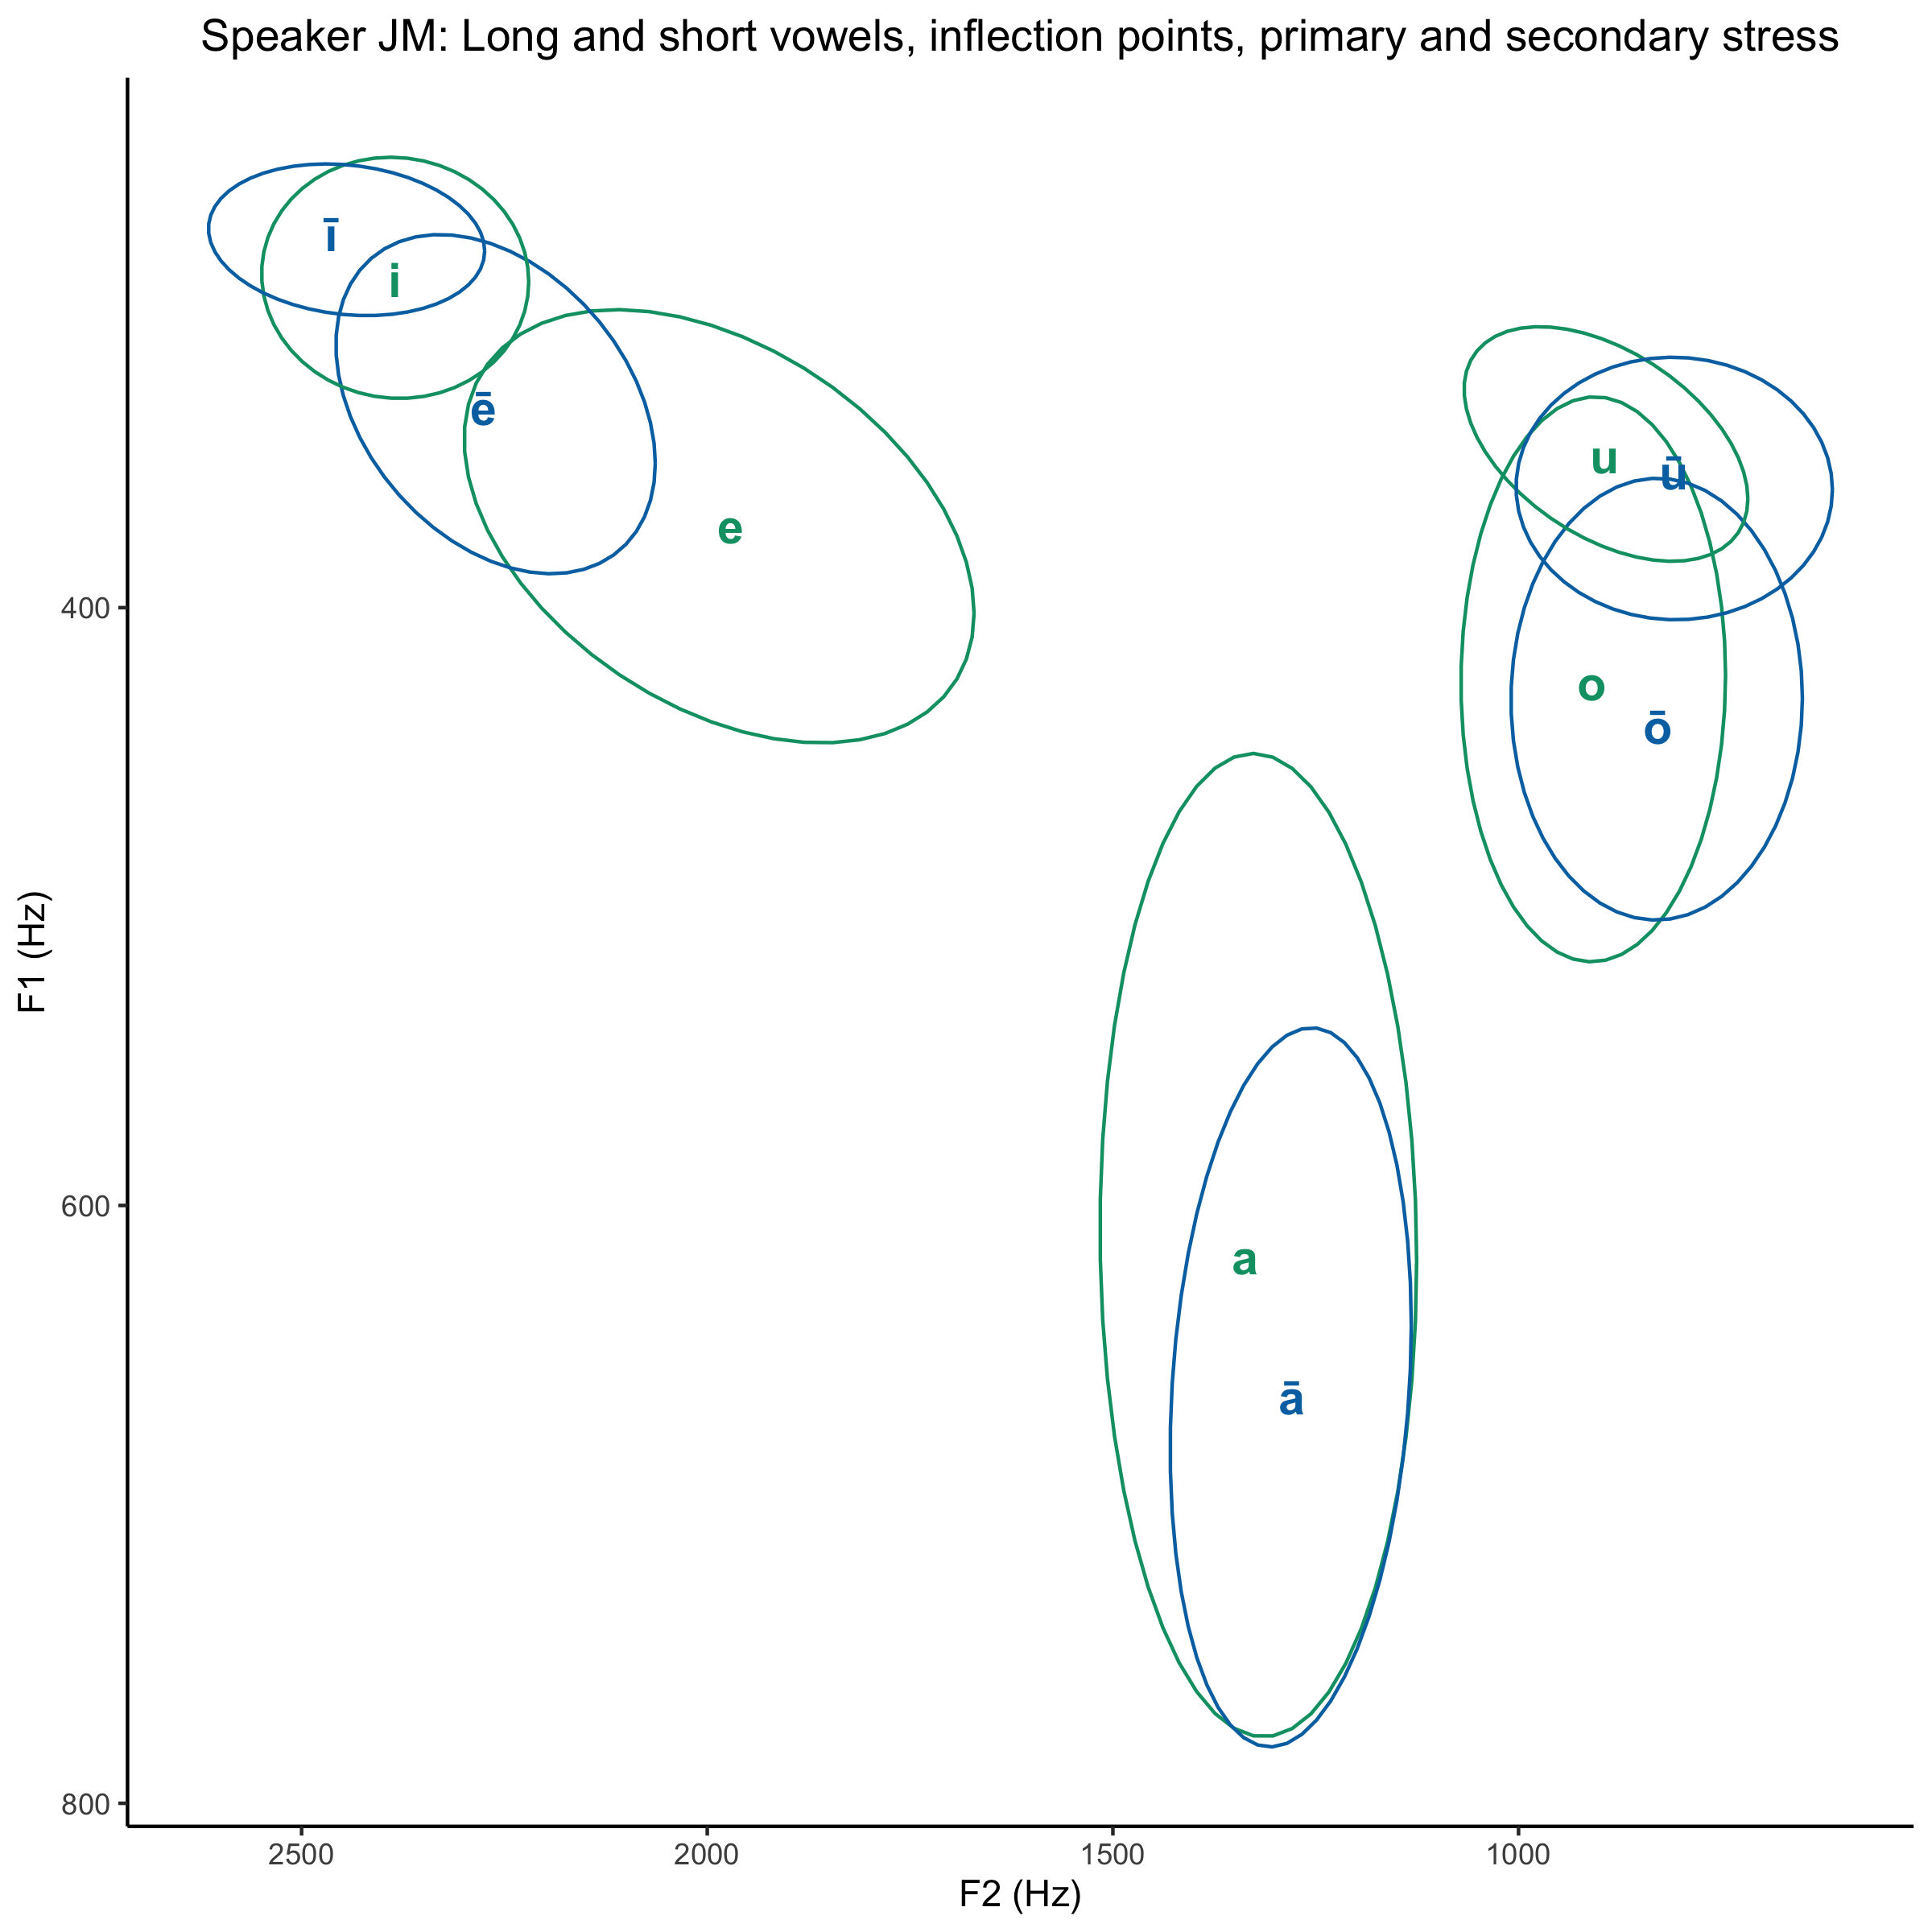 Speaker JM: Long and short vowels, inflection points, primary and secondary stress
ī
i
ē
e
u
ū
o
ō
a
ā
F1 (Hz)
400
600
800
2500
2000
1500
1000
F2 (Hz)